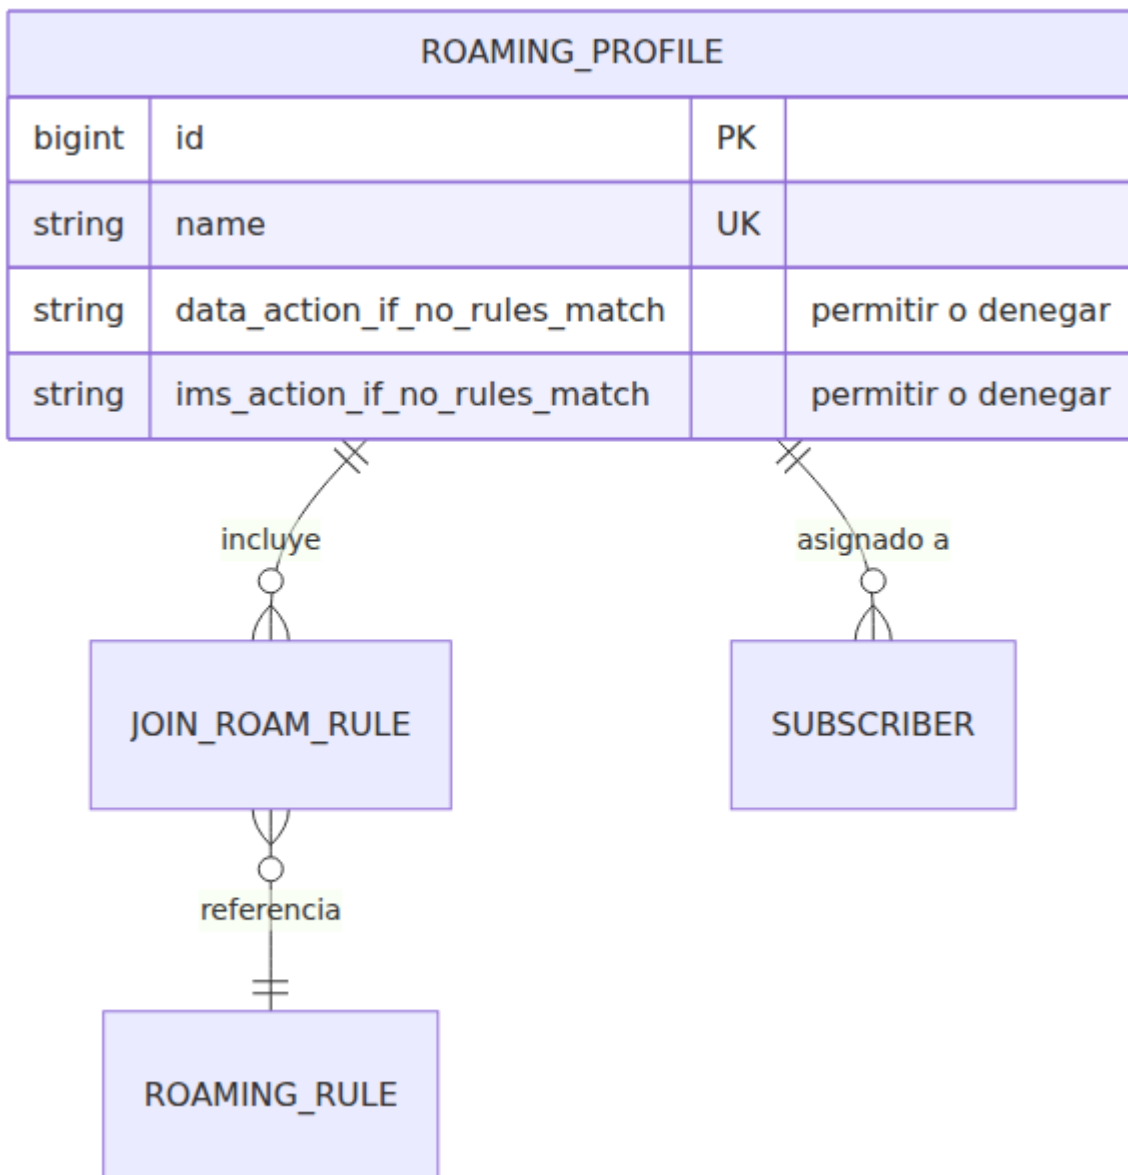 ROAMING_PROFILE
bigint id PK
string name UK
string data_action_if_no_rules_match permitir o denegar
string ims_action_if_no_rules_match permitir o denegar
incluye asignado a
JOIN_ROAM_RULE SUBSCRIBER
referencia
ROAMING_RULE